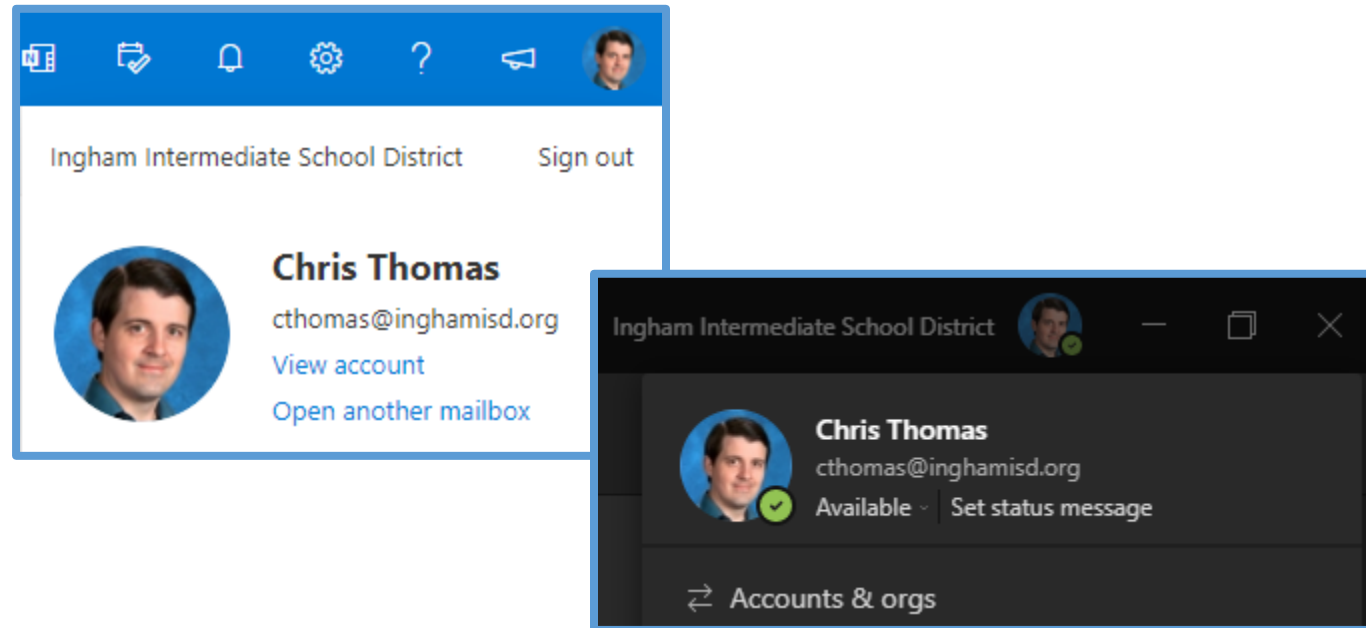 Ingham Intermediate School District Sign out
Chris Thomas
cthomas@inghamisd.org
View account
Open another mailbox
Ingham Intermediate School District
Chris Thomas
cthomas@inghamisd.org
Available Set status message
Accounts & orgs